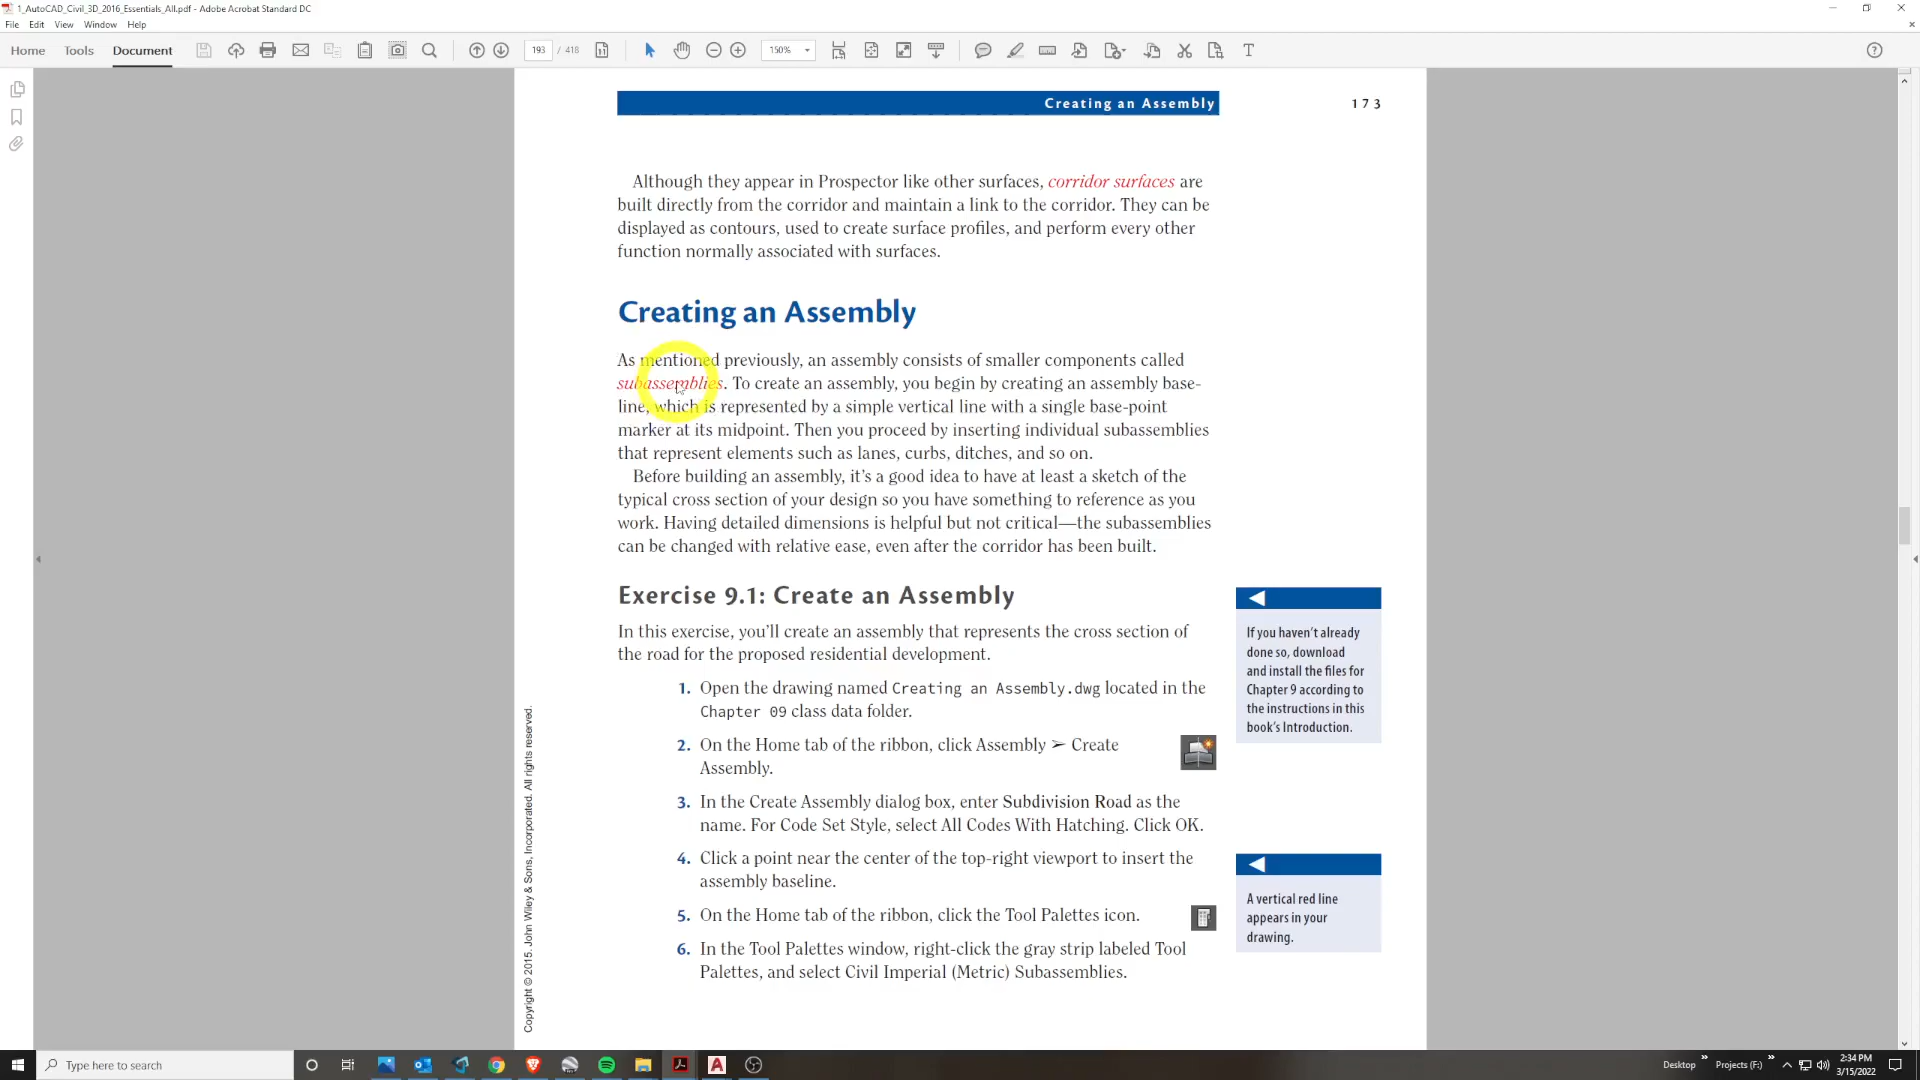 1_AutoCAD_Civil_3D_2016_Essentials_All.pdf - Adobe Acrobat Standard DC
File Edit View Window Help
Home Tools Document 193 / 418 150%
Creating an Assembly 173
Although they appear in Prospector like other surfaces, corridor surfaces are
built directly from the corridor and maintain a link to the corridor. They can be
displayed as contours, used to create surface profiles, and perform every other
function normally associated with surfaces.
Creating an Assembly
As mentioned previously, an assembly consists of smaller components called
subassemblies. To create an assembly, you begin by creating an assembly base-
line, which is represented by a simple vertical line with a single base-point
marker at its midpoint. Then you proceed by inserting individual subassemblies
that represent elements such as lanes, curbs, ditches, and so on.
Before building an assembly, it’s a good idea to have at least a sketch of the
typical cross section of your design so you have something to reference as you
work. Having detailed dimensions is helpful but not critical—the subassemblies
can be changed with relative ease, even after the corridor has been built.
Exercise 9.1: Create an Assembly
In this exercise, you’ll create an assembly that represents the cross section of
the road for the proposed residential development.
1. Open the drawing named Creating an Assembly.dwg located in the
Chapter 09 class data folder.
2. On the Home tab of the ribbon, click Assembly ➢ Create
Assembly.
3. In the Create Assembly dialog box, enter Subdivision Road as the
name. For Code Set Style, select All Codes With Hatching. Click OK.
4. Click a point near the center of the top-right viewport to insert the
assembly baseline.
5. On the Home tab of the ribbon, click the Tool Palettes icon.
6. In the Tool Palettes window, right-click the gray strip labeled Tool
Palettes, and select Civil Imperial (Metric) Subassemblies.
If you haven’t already
done so, download
and install the files for
Chapter 9 according to
the instructions in this
book’s Introduction.
A vertical red line
appears in your
drawing.
Copyright © 2015. John Wiley & Sons, Incorporated. All rights reserved.
Type here to search
Desktop
Projects (F:)
2:34 PM
3/15/2022